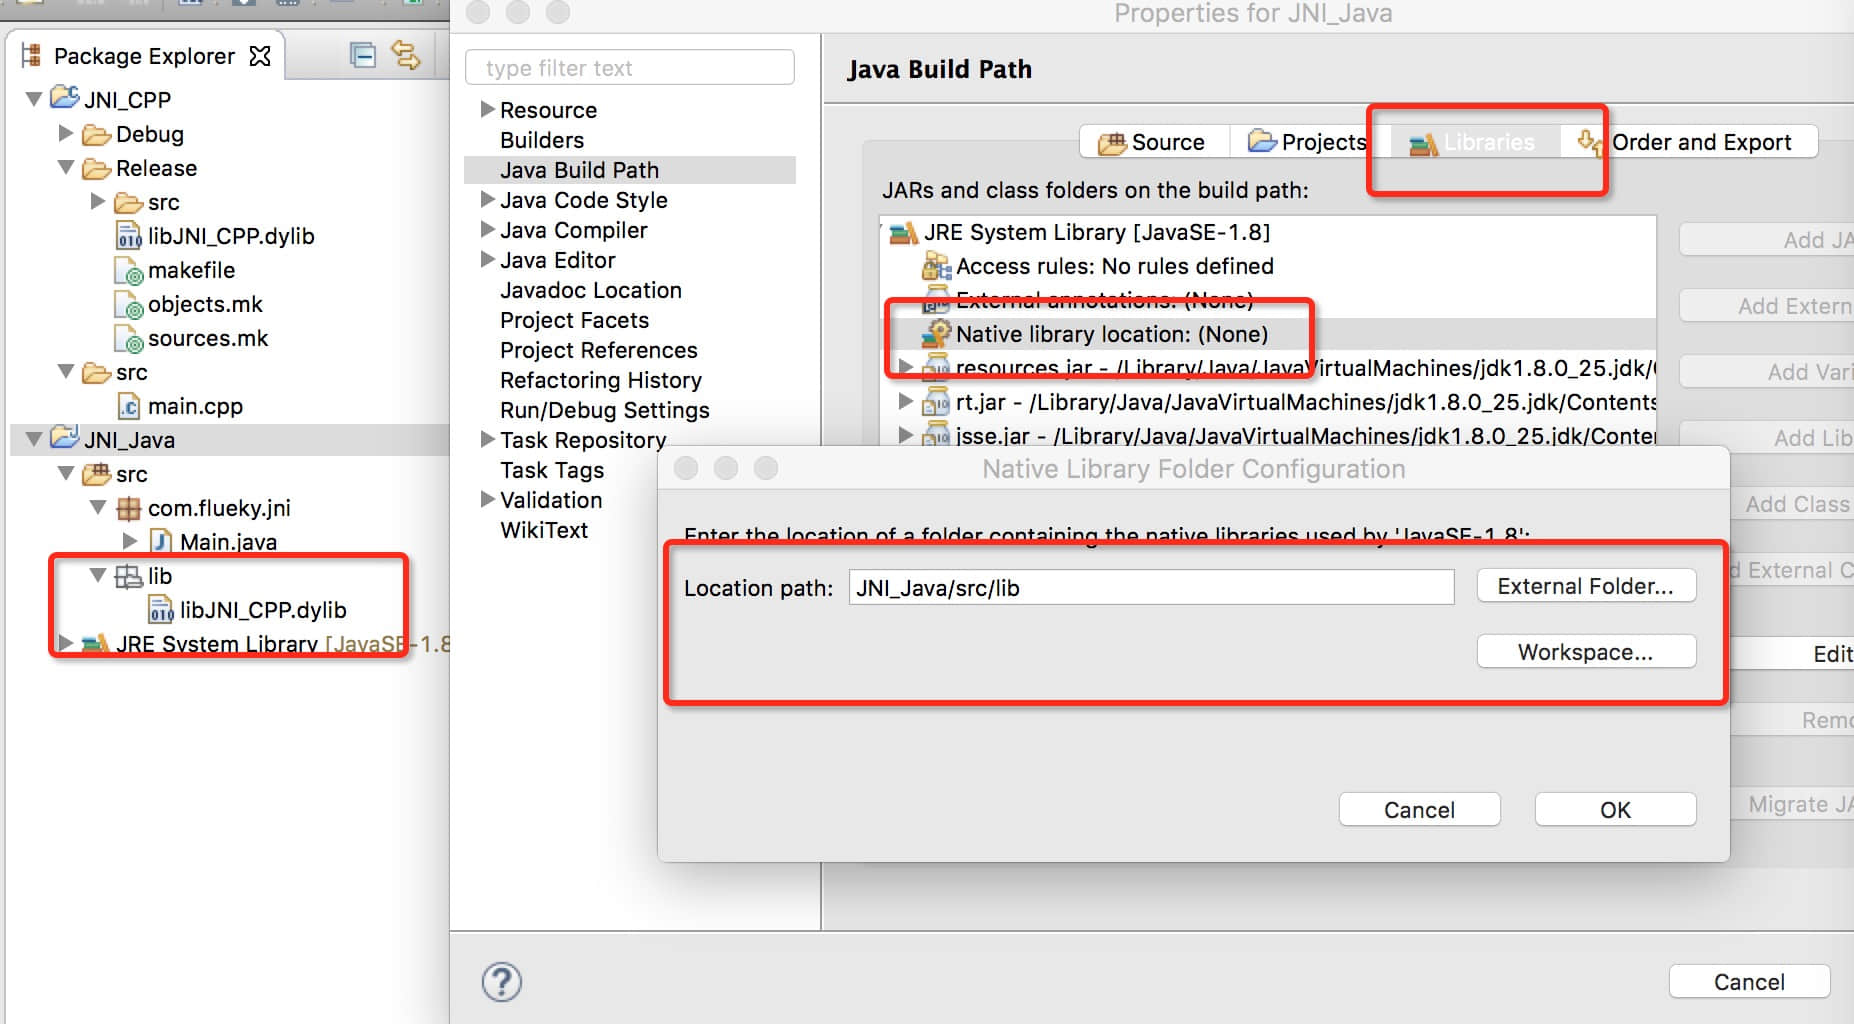 Package Explorer
JNI_CPP
Debug
Release
src
libJNI_CPP.dylib
makefile
objects.mk
sources.mk
src
main.cpp
JNI_Java
src
com.flueky.jni
Main.java
lib
libJNI_CPP.dylib
JRE System Library [JavaSE-1.8
Properties for JNI_Java
type filter text
Resource
Builders
Java Build Path
Java Code Style
Java Compiler
Java Editor
Javadoc Location
Project Facets
Project References
Refactoring History
Run/Debug Settings
Task Repository
Task Tags
Validation
WikiText
Java Build Path
Source Projects Libraries Order and Export
JARs and class folders on the build path:
JRE System Library [JavaSE-1.8]
Access rules: No rules defined
External annotations: (None)
Native library location: (None)
resources.jar - /Library/Java/JavaVirtualMachines/jdk1.8.0_25.jdk/
rt.jar - /Library/Java/JavaVirtualMachines/jdk1.8.0_25.jdk/Contents
jsse.jar - /Library/Java/JavaVirtualMachines/jdk1.8.0_25.jdk/Conte
Add JA
Add Extern
Add Vari
Add Lib
Add Class
d External C
Edit
Remo
Migrate JA
Native Library Folder Configuration
Enter the location of a folder containing the native libraries used by 'JavaSE-1.8':
Location path: JNI_Java/src/lib External Folder...
Workspace...
Cancel OK
Cancel